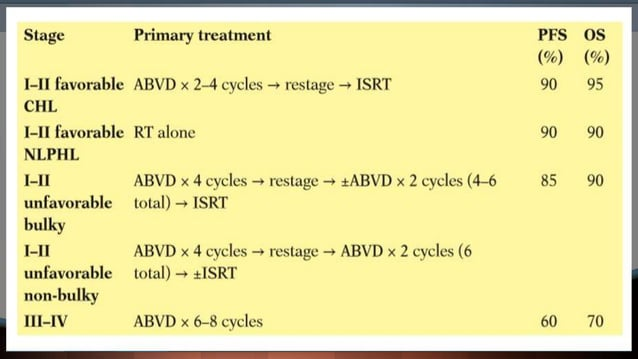 Stage Primary treatment PFS OS
(%) (%)
I–II favorable ABVD × 2–4 cycles → restage → ISRT 90 95
CHL
I–II favorable RT alone 90 90
NLPHL
I–II ABVD × 4 cycles → restage → ±ABVD × 2 cycles (4–6 85 90
unfavorable total) → ISRT
bulky
I–II ABVD × 4 cycles → restage → ABVD × 2 cycles (6
unfavorable total) → ±ISRT
non-bulky
III–IV ABVD × 6–8 cycles 60 70